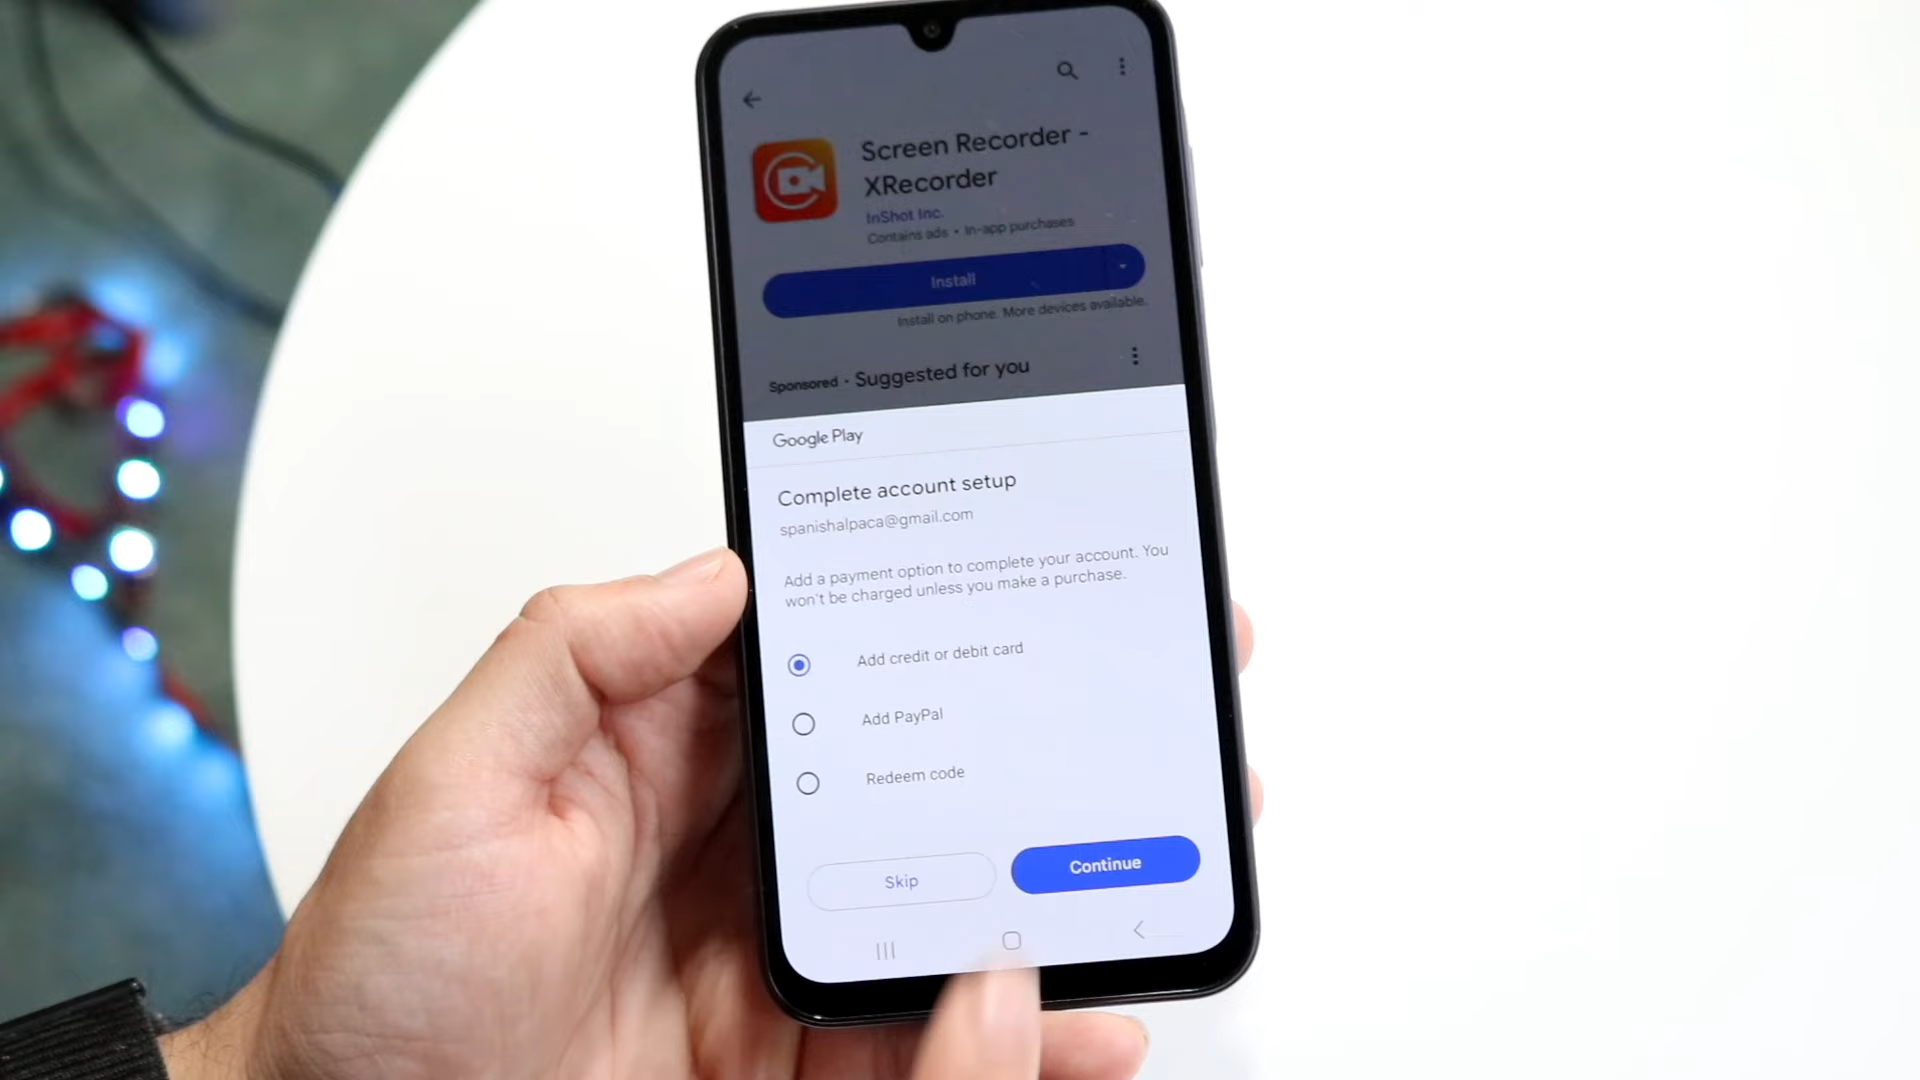 Screen Recorder -
XRecorder
InShot Inc.
Contains ads • In-app purchases
Install
Install on phone. More devices available.
Sponsored · Suggested for you
Google Play
Complete account setup
spanishalpaca@gmail.com
Add a payment option to complete your account. You
won't be charged unless you make a purchase.
Add credit or debit card
Add PayPal
Redeem code
Skip
Continue